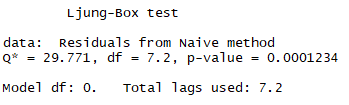 Ljung-Box test
data:  Residuals from Naive method
Q* = 29.771, df = 7.2, p-value = 0.0001234
Model df: 0.   Total lags used: 7.2